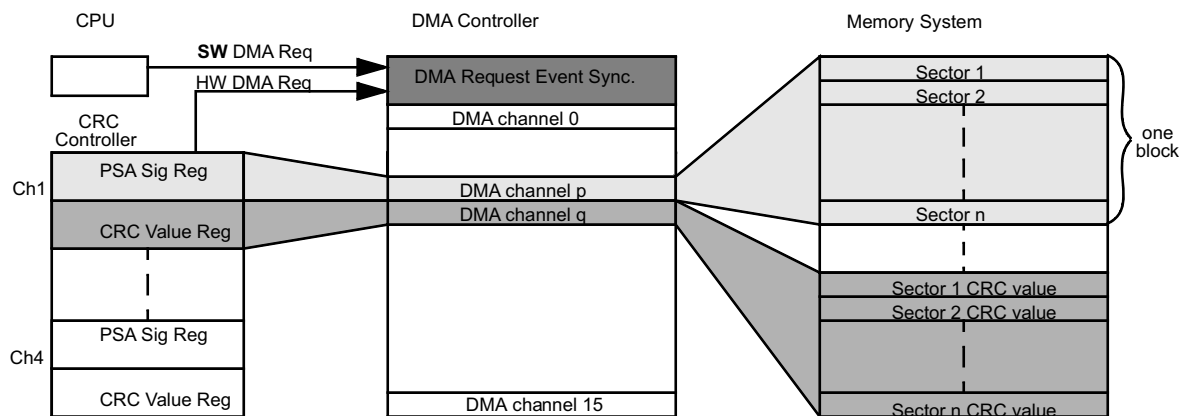 CPU
DMA Controller
Memory System
SW DMA Req
HW DMA Req
DMA Request Event Sync.
CRC
Controller
DMA channel 0
Ch1
PSA Sig Reg
CRC Value Reg
DMA channel p
DMA channel q
Sector 1
Sector 2
Sector n
one
block
Sector 1 CRC value
Sector 2 CRC value
Ch4
PSA Sig Reg
CRC Value Reg
DMA channel 15
Sector n CRC value